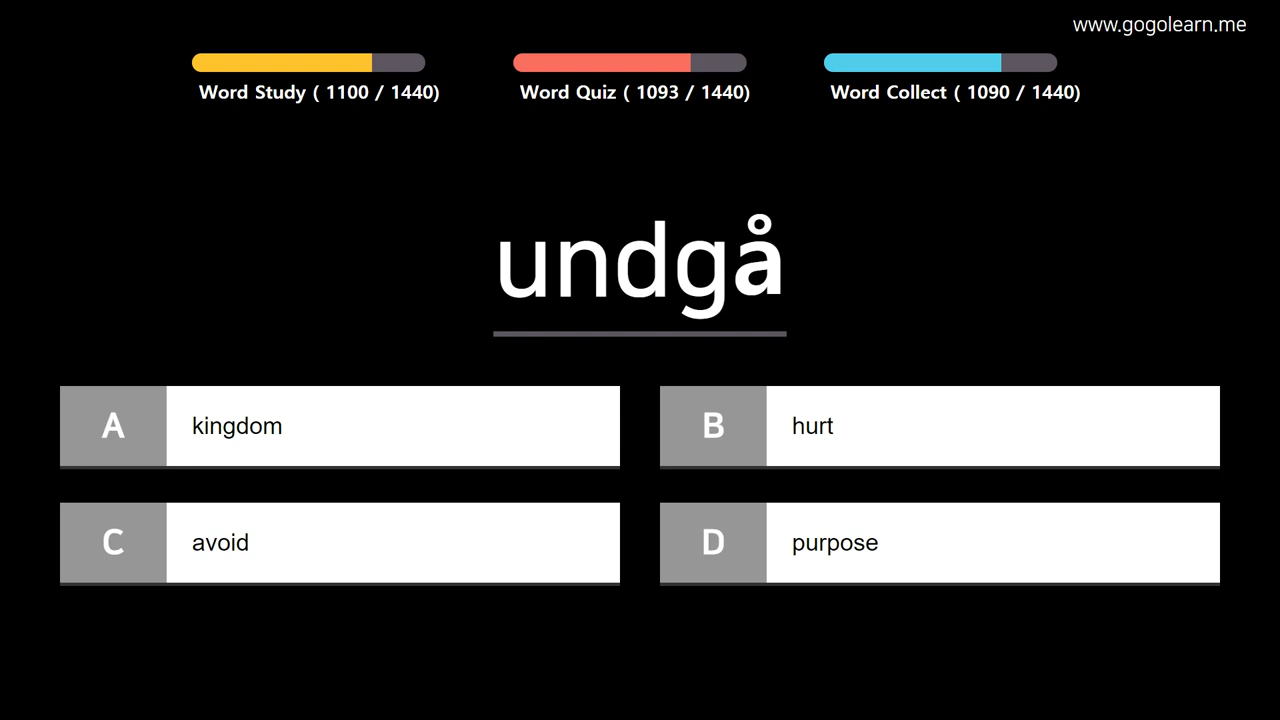 www.gogolearn.me
Word Study ( 1100 / 1440)
Word Quiz ( 1093 / 1440)
Word Collect ( 1090 / 1440)
undgå
A kingdom
B hurt
C avoid
D purpose